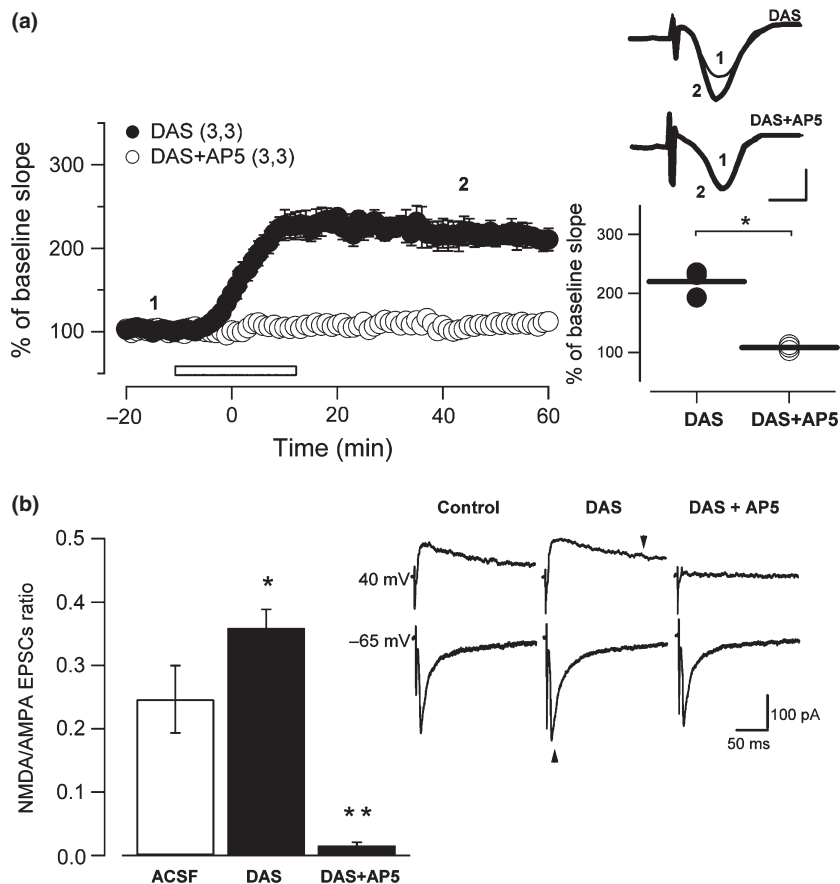 (a)
DAS (3,3)
DAS+AP5 (3,3)
% of baseline slope
300
200
100
1
2
–20
0
20
40
60
Time (min)
DAS
1
2
DAS+AP5
1
2
% of baseline slope
300
200
100
*
DAS
DAS+AP5
(b)
NMDA/AMPA EPSCs ratio
0.5
0.4
0.3
0.2
0.1
0.0
*
* *
ACSF
DAS
DAS+AP5
Control
DAS
DAS + AP5
40 mV
–65 mV
100 pA
50 ms